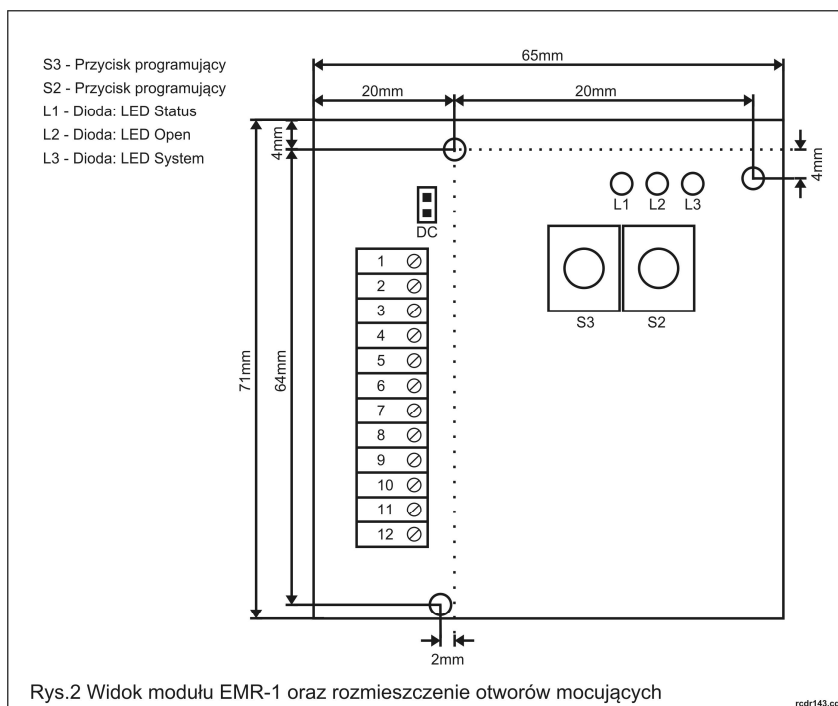 S3 - Przycisk programujący
S2 - Przycisk programujący
L1 - Dioda: LED Status
L2 - Dioda: LED Open
L3 - Dioda: LED System
65mm
20mm
20mm
4mm
4mm
L1 L2 L3
DC
1
2
3
4
5
6
7
8
9
10
11
12
S3 S2
71mm
64mm
2mm
Rys.2 Widok modułu EMR-1 oraz rozmieszczenie otworów mocujących